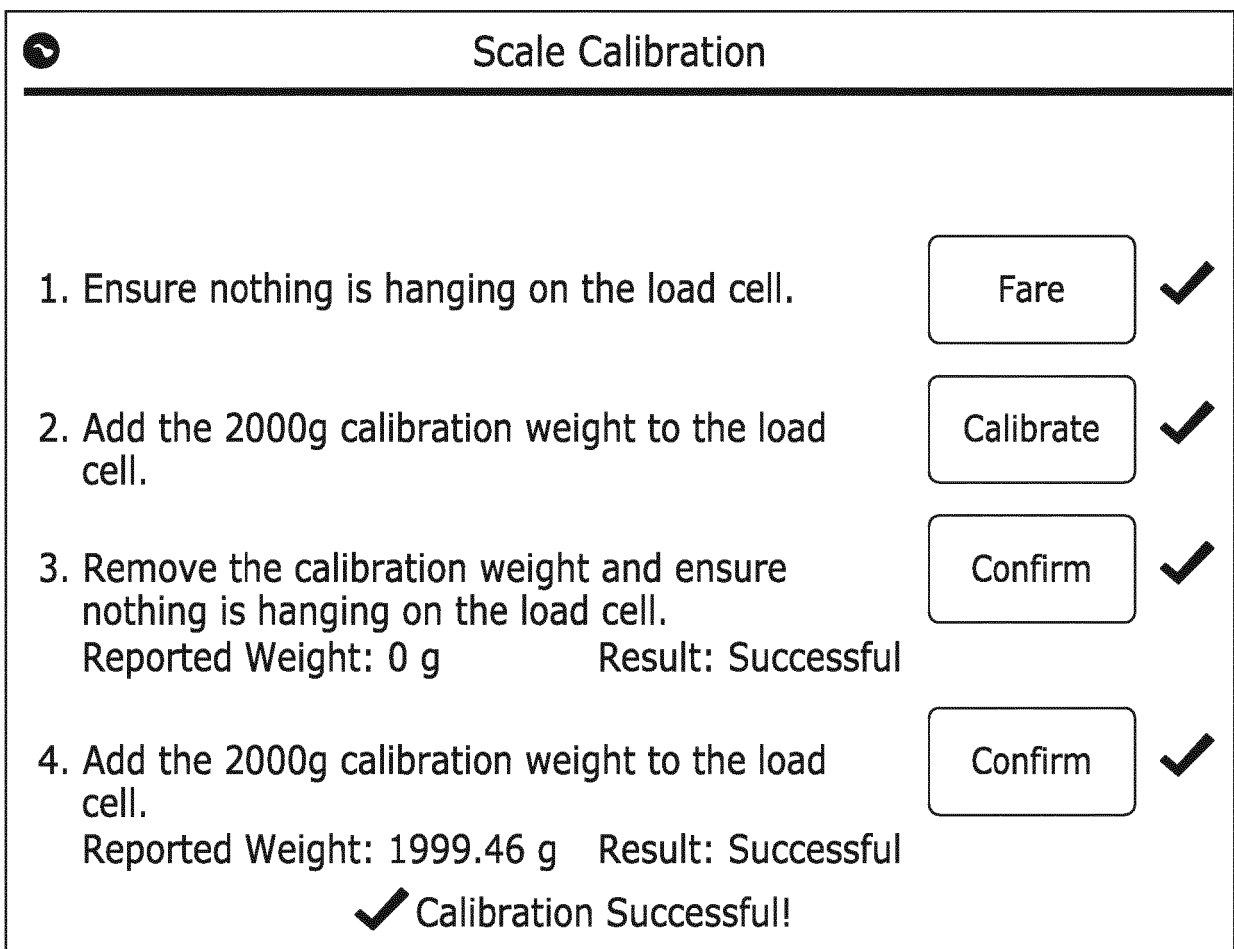 Scale Calibration
1. Ensure nothing is hanging on the load cell.
Fare
2. Add the 2000g calibration weight to the load
cell.
Calibrate
3. Remove the calibration weight and ensure
nothing is hanging on the load cell.
Reported Weight: 0 g Result: Successful
Confirm
4. Add the 2000g calibration weight to the load
cell.
Reported Weight: 1999.46 g Result: Successful
Confirm
✔ Calibration Successful!